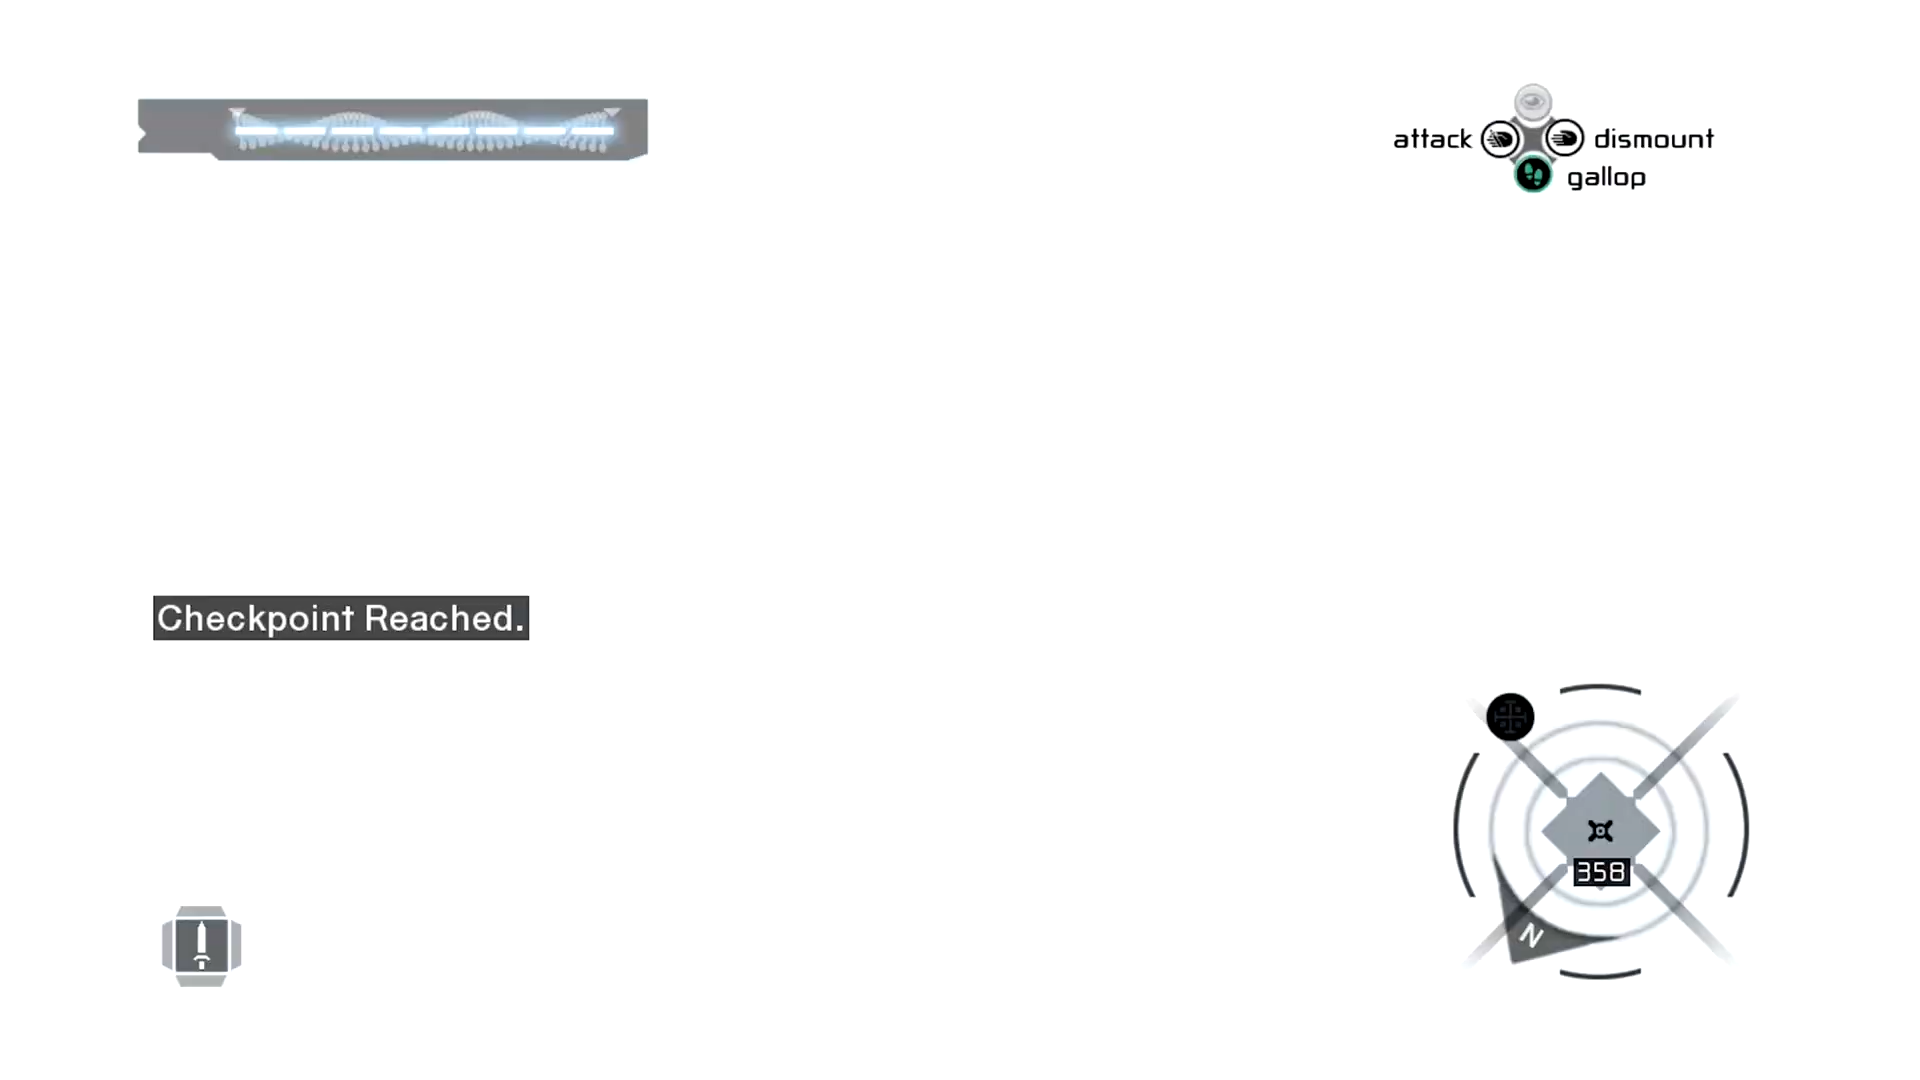 attack
dismount
gallop
Checkpoint Reached.
358
N